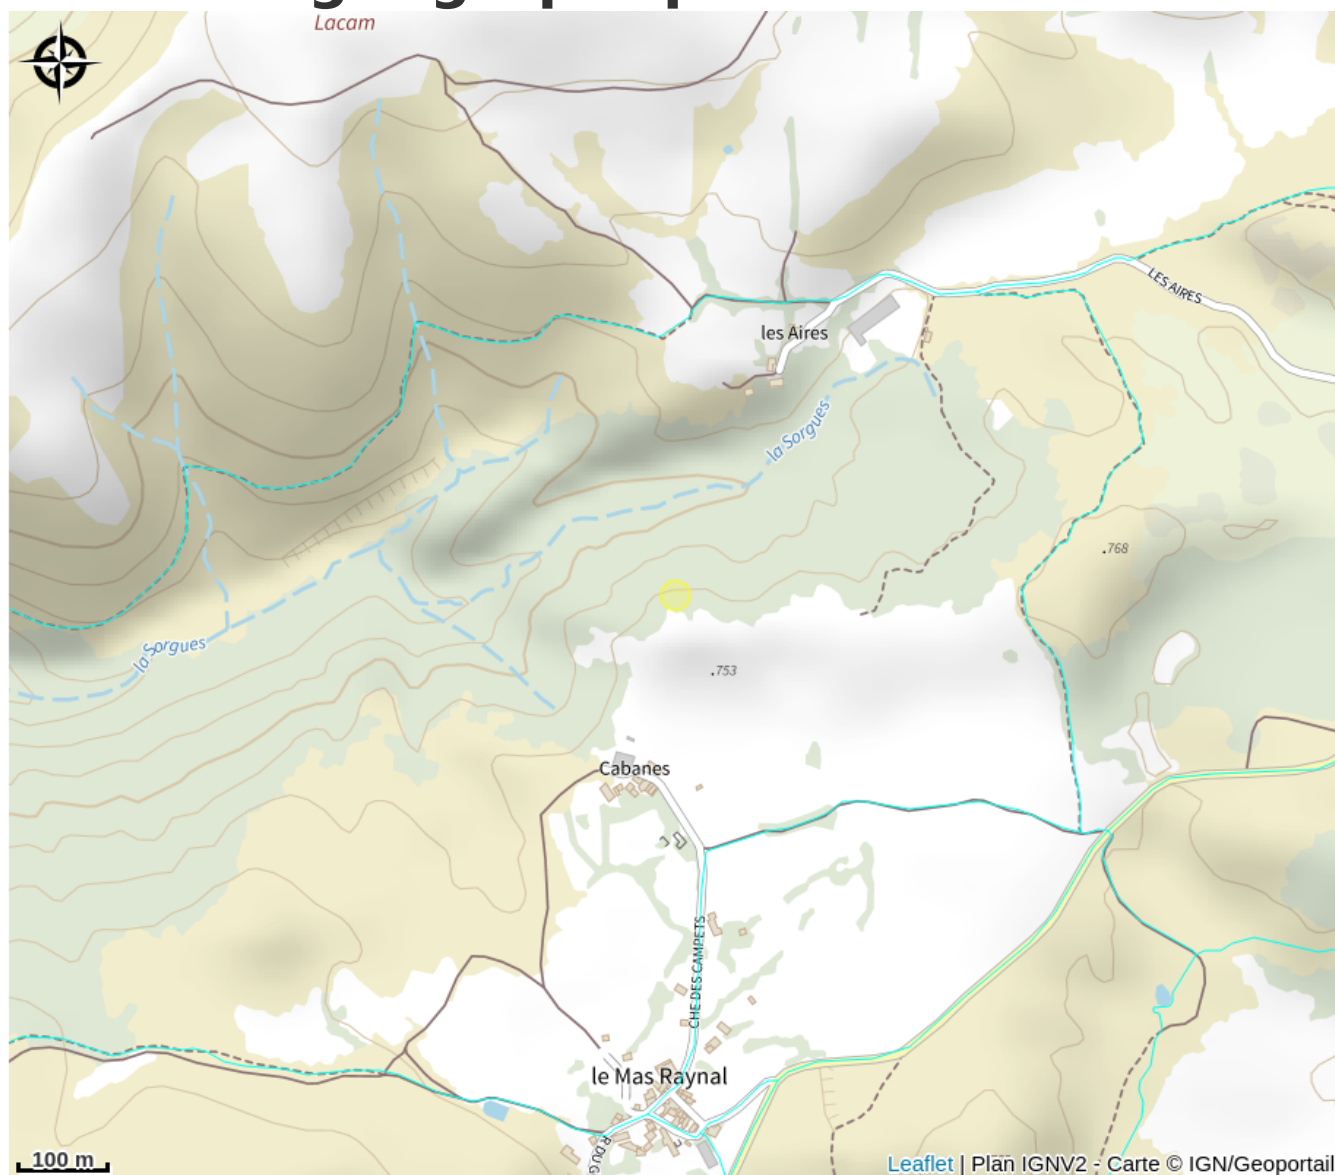 Lacam
les Aires
LES AIRES
la Sorgues
.768
la Sorgues
.753
Cabanes
CHE DES CAMPETS
le Mas Raynal
R DU G
100 m
Leaflet | Plan IGNV2 - Carte © IGN/Geoportail